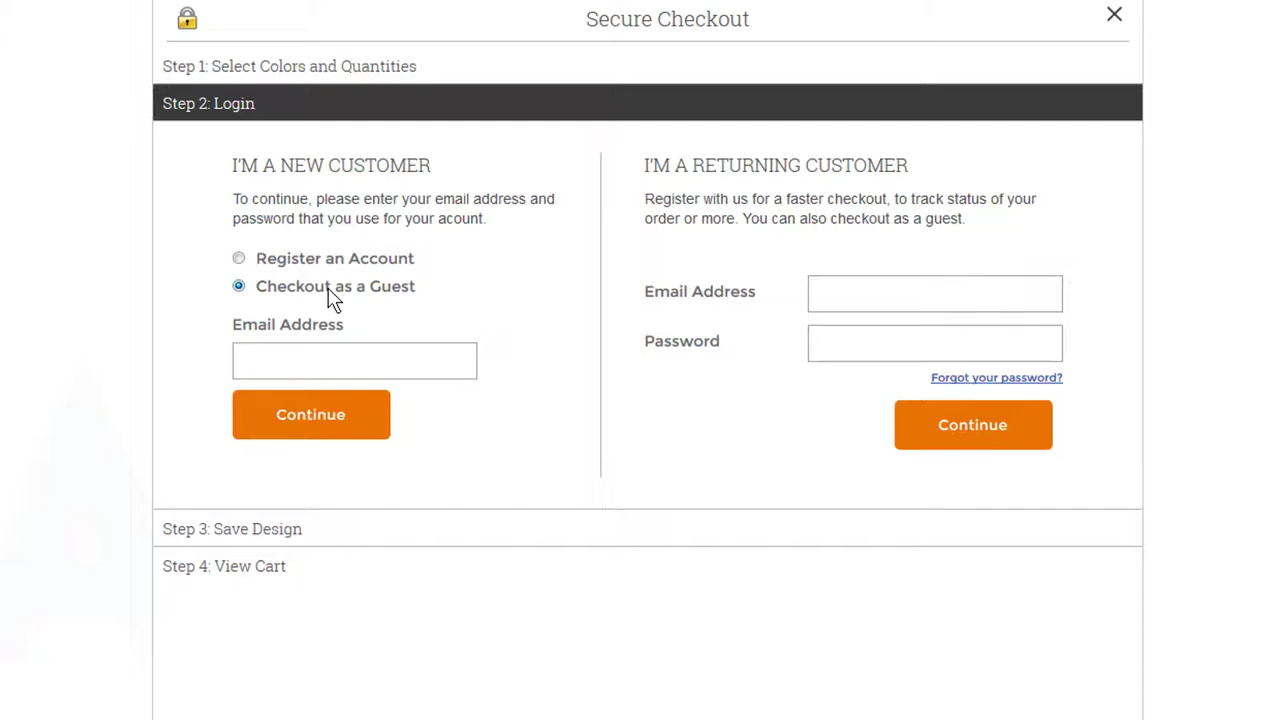 Secure Checkout
Step 1: Select Colors and Quantities
Step 2: Login
I'M A NEW CUSTOMER
To continue, please enter your email address and
password that you use for your acount.
Register an Account
Checkout as a Guest
Email Address
Continue
I'M A RETURNING CUSTOMER
Register with us for a faster checkout, to track status of your
order or more. You can also checkout as a guest.
Email Address
Password
Forgot your password?
Continue
Step 3: Save Design
Step 4: View Cart